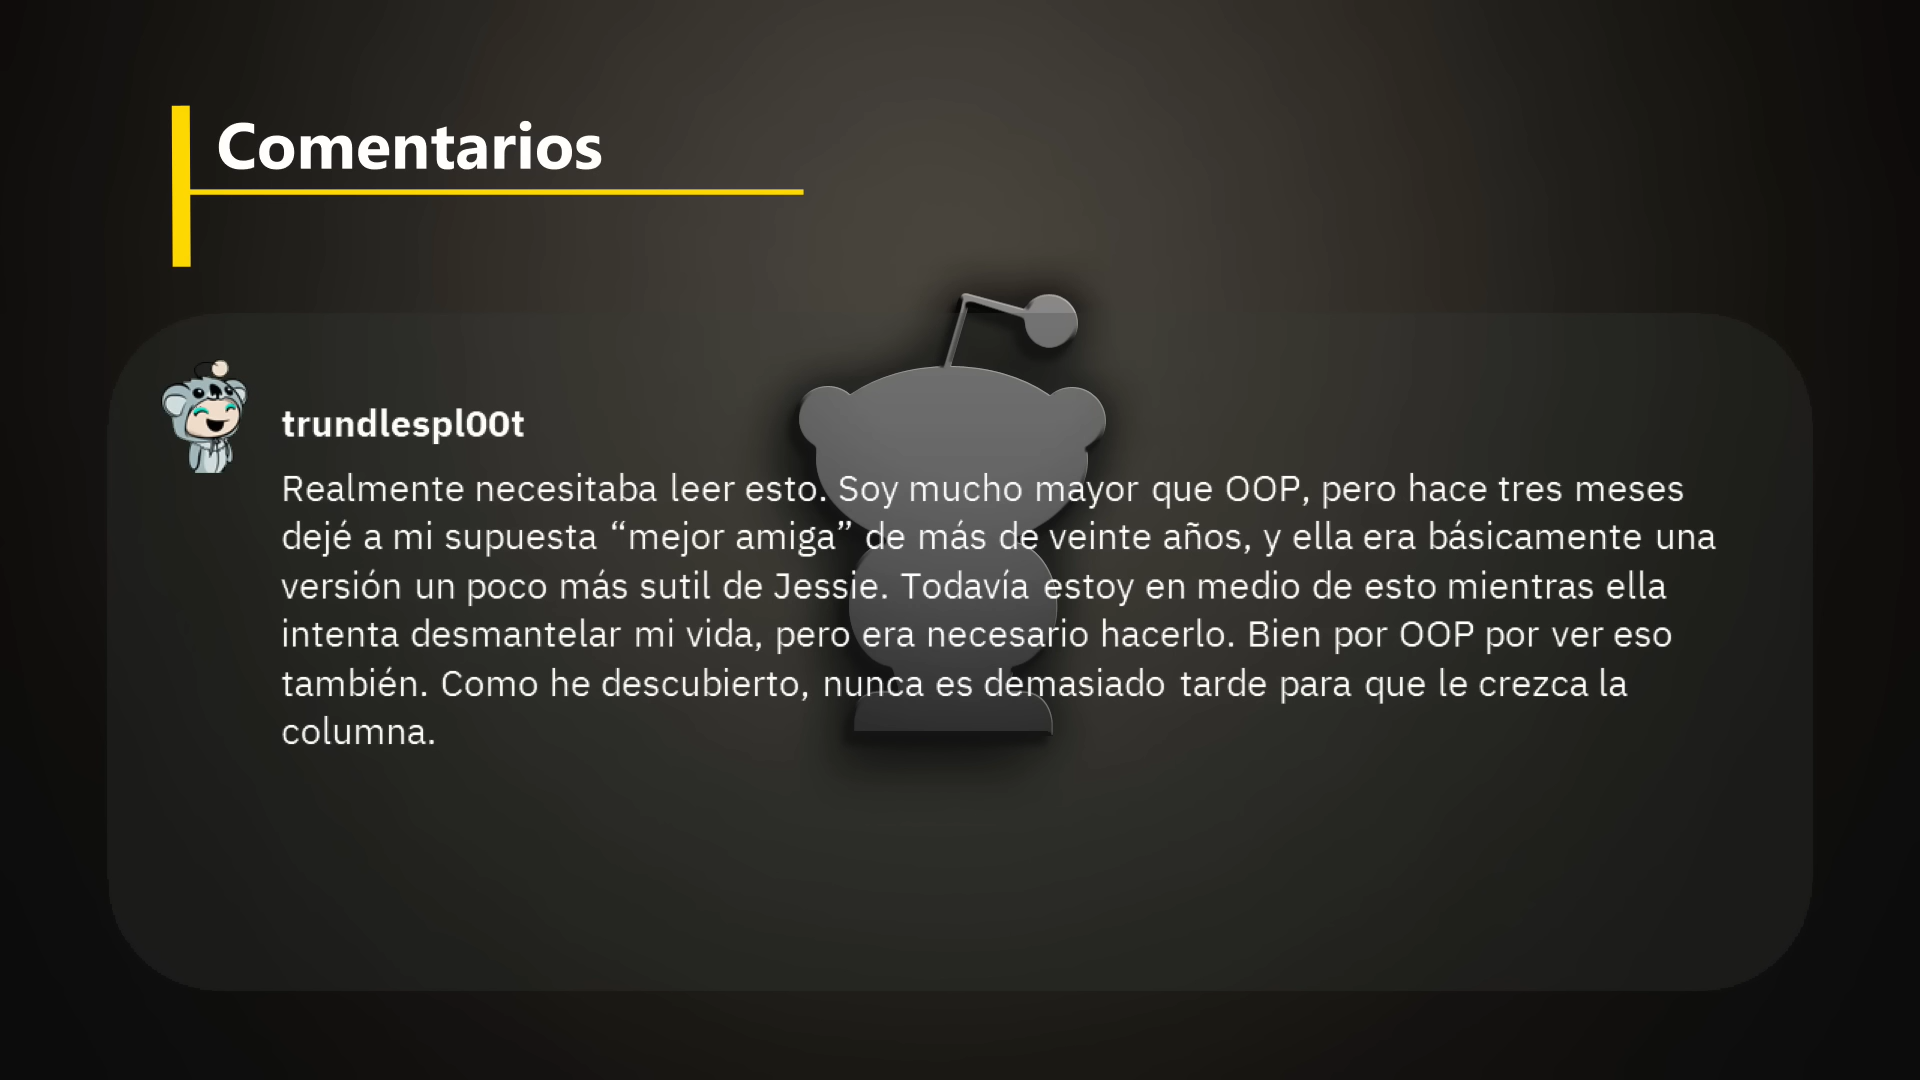 Comentarios
trundlespl00t
Realmente necesitaba leer esto. Soy mucho mayor que OOP, pero hace tres meses
dejé a mi supuesta “mejor amiga” de más de veinte años, y ella era básicamente una
versión un poco más sutil de Jessie. Todavía estoy en medio de esto mientras ella
intenta desmantelar mi vida, pero era necesario hacerlo. Bien por OOP por ver eso
también. Como he descubierto, nunca es demasiado tarde para que le crezca la
columna.